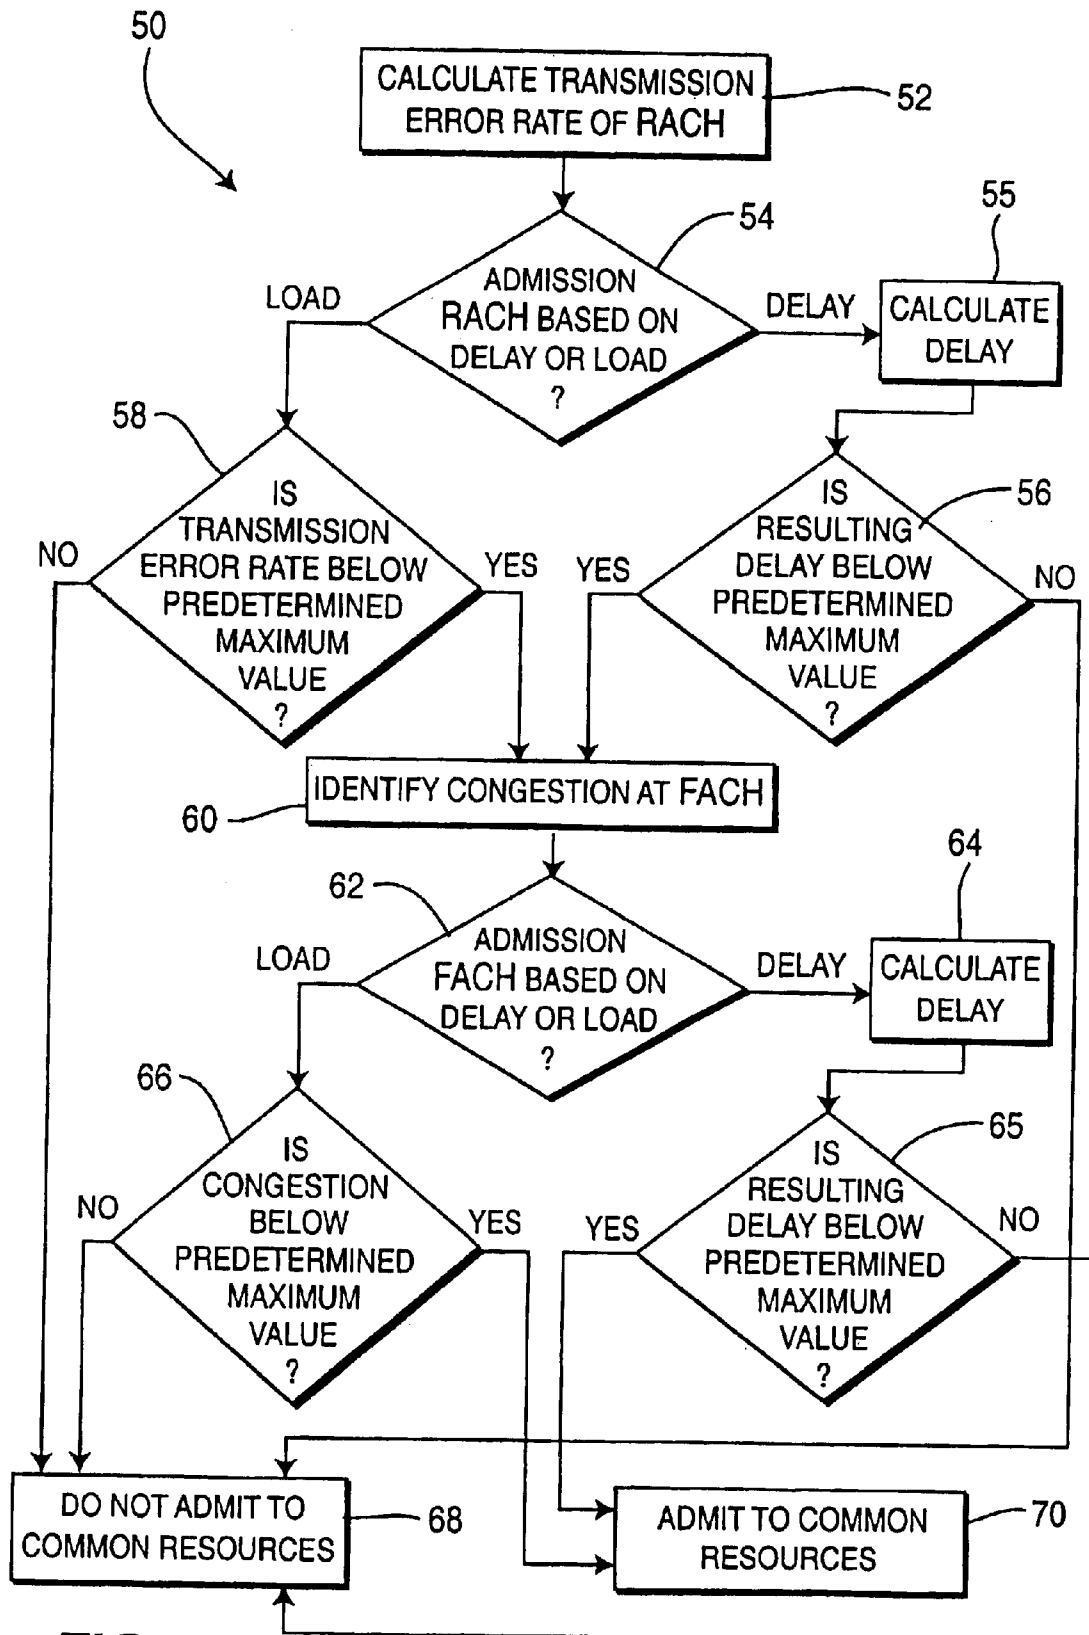 50
CALCULATE TRANSMISSION
ERROR RATE OF RACH
52
54
ADMISSION
RACH BASED ON
DELAY OR LOAD
?
LOAD
DELAY
55
CALCULATE
DELAY
58
IS
TRANSMISSION
ERROR RATE BELOW
PREDETERMINED
MAXIMUM
VALUE
?
NO
YES
56
IS
RESULTING
DELAY BELOW
PREDETERMINED
MAXIMUM
VALUE
?
YES
NO
IDENTIFY CONGESTION AT FACH
60
62
ADMISSION
FACH BASED ON
DELAY OR LOAD
?
LOAD
DELAY
64
CALCULATE
DELAY
66
IS
CONGESTION
BELOW
PREDETERMINED
MAXIMUM
VALUE
?
NO
YES
65
IS
RESULTING
DELAY BELOW
PREDETERMINED
MAXIMUM
VALUE
?
YES
NO
DO NOT ADMIT TO
COMMON RESOURCES
68
ADMIT TO COMMON
RESOURCES
70